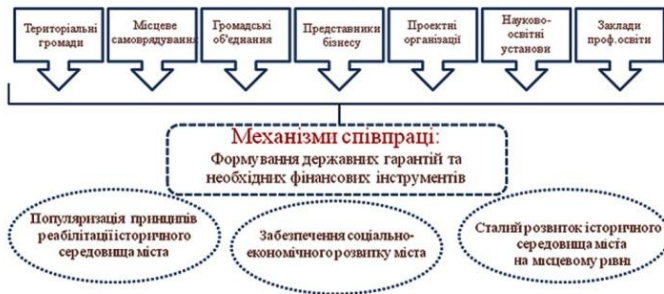 Територіальні
громади
Місцеве
самоврядування
Громадські
об'єднання
Представники
бізнесу
Проектні
організації
Науково-
освітні
установи
Заклади
проф.освіти
Механізми співпраці:
Формування державних гарантій та
необхідних фінансових інструментів
Популяризація принципів
реабілітації історичного
середовища міста
Забезпечення соціально-
економічного розвитку міста
Сталий розвиток історичного
середовища міста
на місцевому рівні